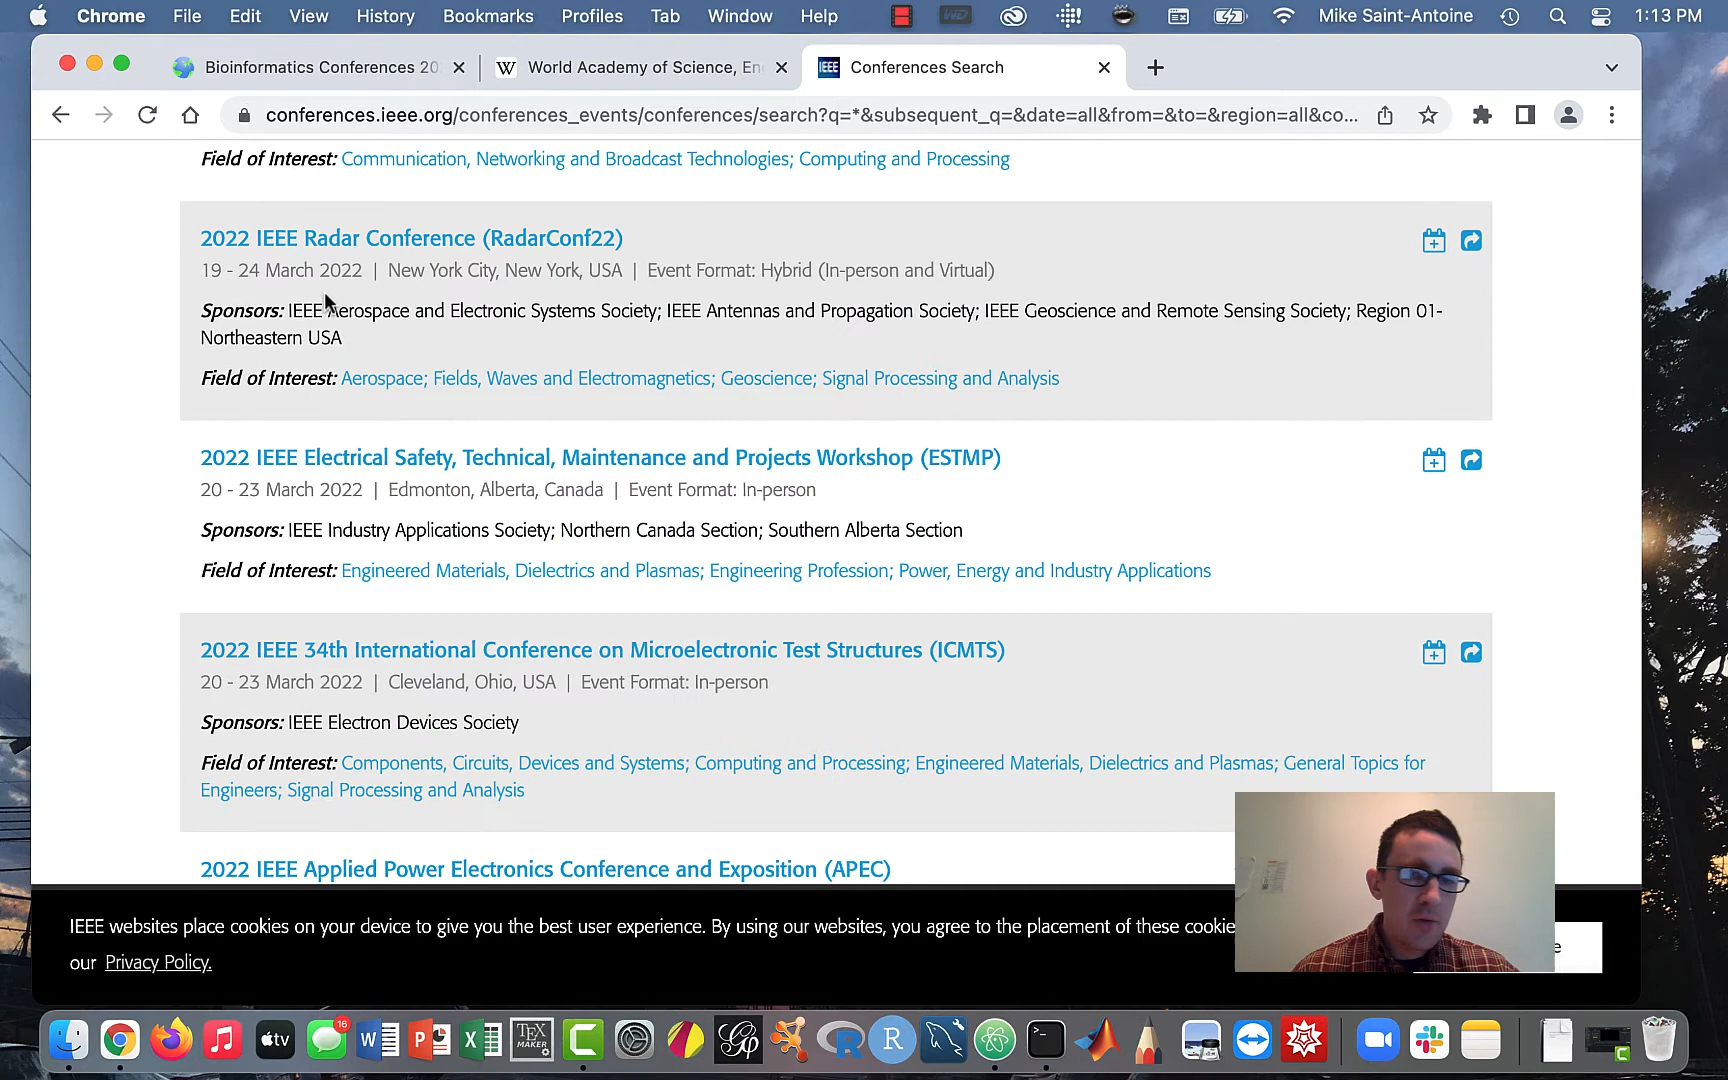 Chrome File Edit View History Bookmarks Profiles Tab Window Help Mike Saint-Antoine 1:13 PM
Bioinformatics Conferences 20 World Academy of Science, En Conferences Search
conferences.ieee.org/conferences_events/conferences/search?q=*&subsequent_q=&date=all&from=&to=&region=all&co...
Field of Interest: Communication, Networking and Broadcast Technologies; Computing and Processing
2022 IEEE Radar Conference (RadarConf22)
19 - 24 March 2022 | New York City, New York, USA | Event Format: Hybrid (In-person and Virtual)
Sponsors: IEEE Aerospace and Electronic Systems Society; IEEE Antennas and Propagation Society; IEEE Geoscience and Remote Sensing Society; Region 01-
Northeastern USA
Field of Interest: Aerospace; Fields, Waves and Electromagnetics; Geoscience; Signal Processing and Analysis
2022 IEEE Electrical Safety, Technical, Maintenance and Projects Workshop (ESTMP)
20 - 23 March 2022 | Edmonton, Alberta, Canada | Event Format: In-person
Sponsors: IEEE Industry Applications Society; Northern Canada Section; Southern Alberta Section
Field of Interest: Engineered Materials, Dielectrics and Plasmas; Engineering Profession; Power, Energy and Industry Applications
2022 IEEE 34th International Conference on Microelectronic Test Structures (ICMTS)
20 - 23 March 2022 | Cleveland, Ohio, USA | Event Format: In-person
Sponsors: IEEE Electron Devices Society
Field of Interest: Components, Circuits, Devices and Systems; Computing and Processing; Engineered Materials, Dielectrics and Plasmas; General Topics for
Engineers; Signal Processing and Analysis
2022 IEEE Applied Power Electronics Conference and Exposition (APEC)
IEEE websites place cookies on your device to give you the best user experience. By using our websites, you agree to the placement of these cookie
our Privacy Policy.